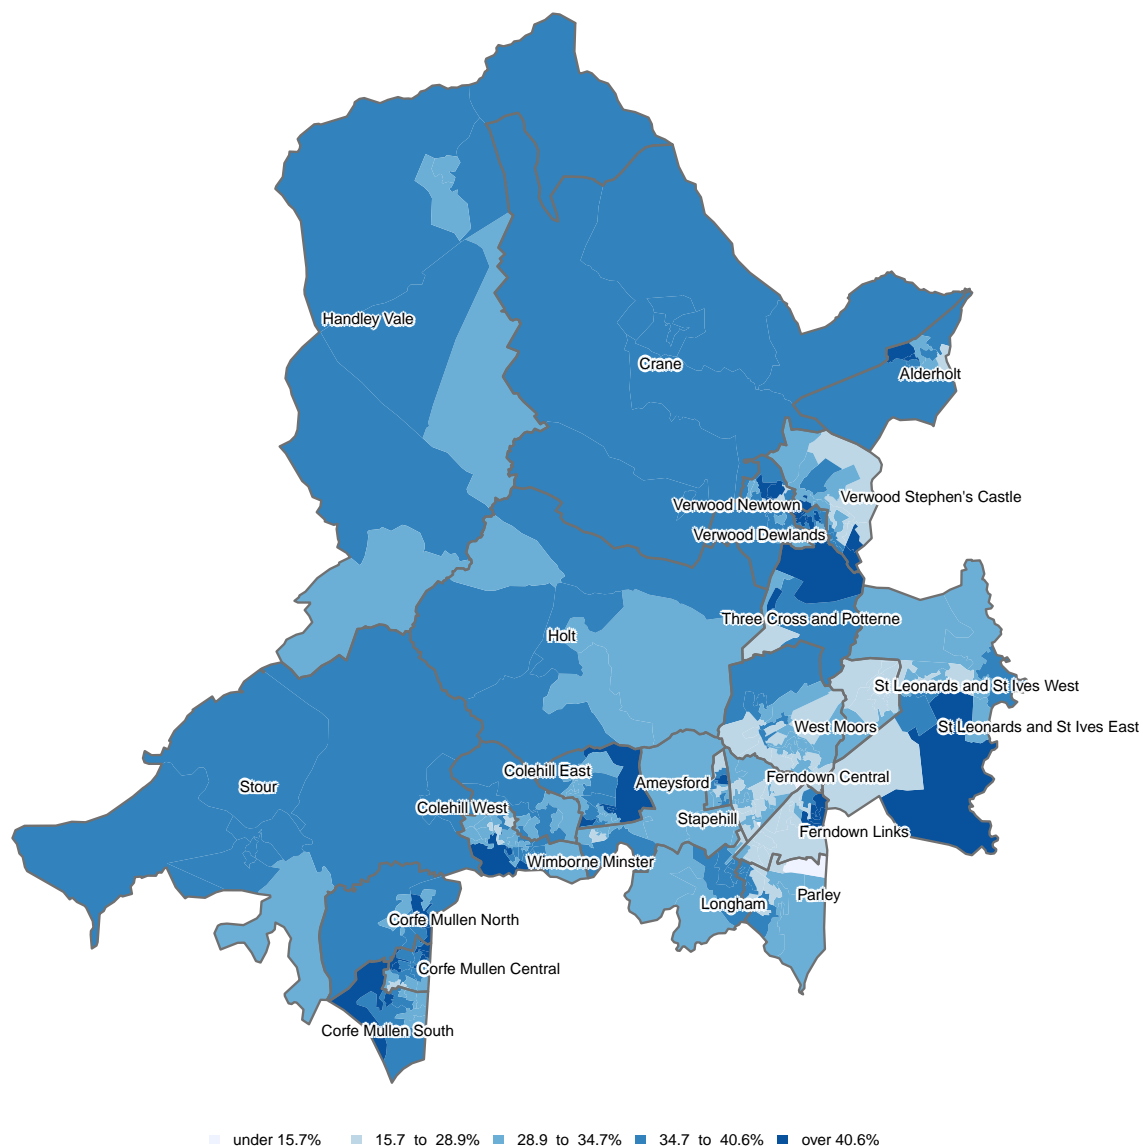 Handley Vale
Crane
Alderholt
Verwood Stephen's Castle
Verwood Newtown
Verwood Dewlands
Three Cross and Potterne
Holt
St Leonards and St Ives West
West Moors
St Leonards and St Ives East
Colehill East
Ameysford
Ferndown Central
Stour
Colehill West
Stapehill
Ferndown Links
Wimborne Minster
Parley
Longham
Corfe Mullen North
Corfe Mullen Central
Corfe Mullen South
under 15.7% 15.7 to 28.9% 28.9 to 34.7% 34.7 to 40.6% over 40.6%